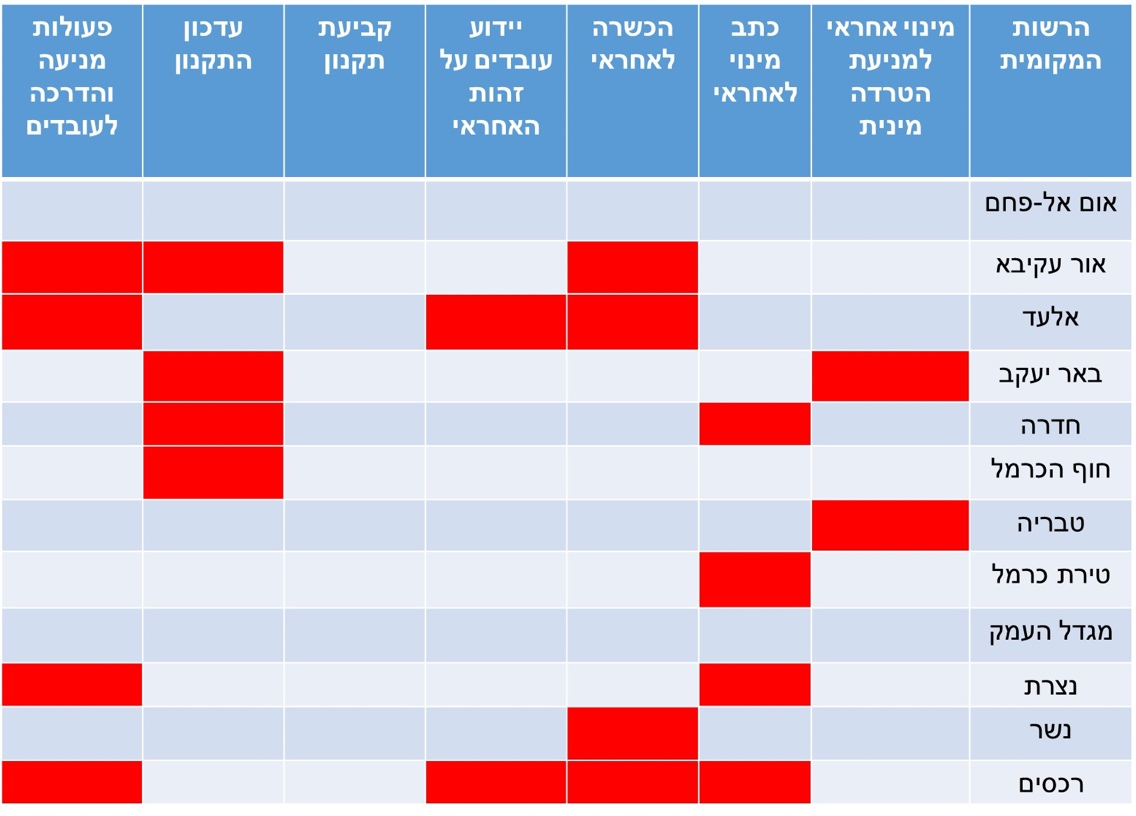 הרשות
המקומית
מינוי אחראי
למניעת
הטרדה
מינית
כתב
מינוי
לאחראי
הכשרה
לאחראי
יידוע
עובדים על
זהות
האחראי
קביעת
תקנון
עדכון
התקנון
פעולות
מניעה
והדרכה
לעובדים
אום אל-פחם
אור עקיבא
אלעד
באר יעקב
חדרה
חוף הכרמל
טבריה
טירת כרמל
מגדל העמק
נצרת
נשר
רכסים